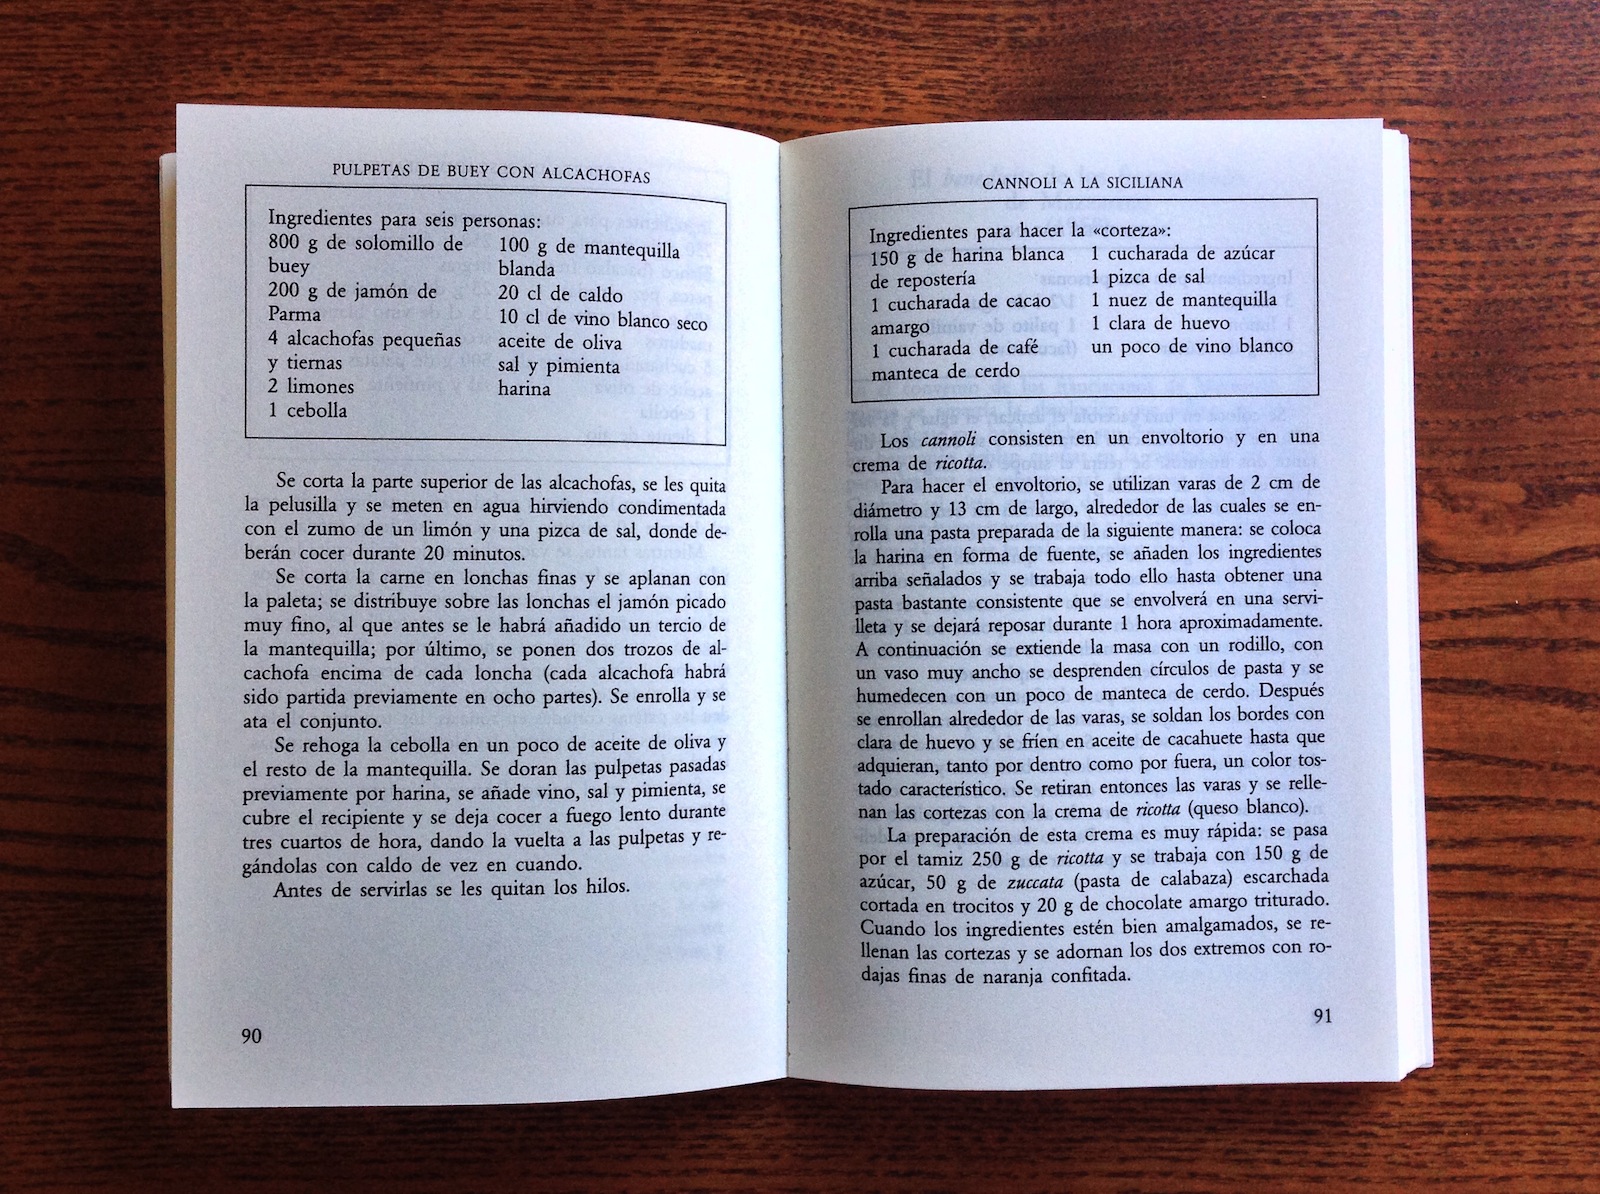 PULPETAS DE BUEY CON ALCACHOFAS
Ingredientes para seis personas:
800 g de solomillo de
buey
200 g de jamón de
Parma
4 alcachofas pequeñas
y tiernas
2 limones
1 cebolla
100 g de mantequilla
blanda
20 cl de caldo
10 cl de vino blanco seco
aceite de oliva
sal y pimienta
harina
Se corta la parte superior de las alcachofas, se les quita
la pelusilla y se meten en agua hirviendo condimentada
con el zumo de un limón y una pizca de sal, donde de-
berán cocer durante 20 minutos.
Se corta la carne en lonchas finas y se aplanan con
la paleta; se distribuye sobre las lonchas el jamón picado
muy fino, al que antes se le habrá añadido un tercio de
la mantequilla; por último, se ponen dos trozos de al-
cachofa encima de cada loncha (cada alcachofa habrá
sido partida previamente en ocho partes). Se enrolla y se
ata el conjunto.
Se rehoga la cebolla en un poco de aceite de oliva y
el resto de la mantequilla. Se doran las pulpetas pasadas
previamente por harina, se añade vino, sal y pimienta, se
cubre el recipiente y se deja cocer a fuego lento durante
tres cuartos de hora, dando la vuelta a las pulpetas y re-
gándolas con caldo de vez en cuando.
Antes de servirlas se les quitan los hilos.
90
CANNOLI A LA SICILIANA
Ingredientes para hacer la «corteza»:
150 g de harina blanca
de repostería
1 cucharada de cacao
amargo
1 cucharada de café
manteca de cerdo
1 cucharada de azúcar
1 pizca de sal
1 nuez de mantequilla
1 clara de huevo
un poco de vino blanco
Los cannoli consisten en un envoltorio y en una
crema de ricotta.
Para hacer el envoltorio, se utilizan varas de 2 cm de
diámetro y 13 cm de largo, alrededor de las cuales se en-
rolla una pasta preparada de la siguiente manera: se coloca
la harina en forma de fuente, se añaden los ingredientes
arriba señalados y se trabaja todo ello hasta obtener una
pasta bastante consistente que se envolverá en una servi-
lleta y se dejará reposar durante 1 hora aproximadamente.
A continuación se extiende la masa con un rodillo, con
un vaso muy ancho se desprenden círculos de pasta y se
humedecen con un poco de manteca de cerdo. Después
se enrollan alrededor de las varas, se soldan los bordes con
clara de huevo y se fríen en aceite de cacahuete hasta que
adquieran, tanto por dentro como por fuera, un color tos-
tado característico. Se retiran entonces las varas y se relle-
nan las cortezas con la crema de ricotta (queso blanco).
La preparación de esta crema es muy rápida: se pasa
por el tamiz 250 g de ricotta y se trabaja con 150 g de
azúcar, 50 g de zuccata (pasta de calabaza) escarchada
cortada en trocitos y 20 g de chocolate amargo triturado.
Cuando los ingredientes estén bien amalgamados, se re-
llenan las cortezas y se adornan los dos extremos con ro-
dajas finas de naranja confitada.
91